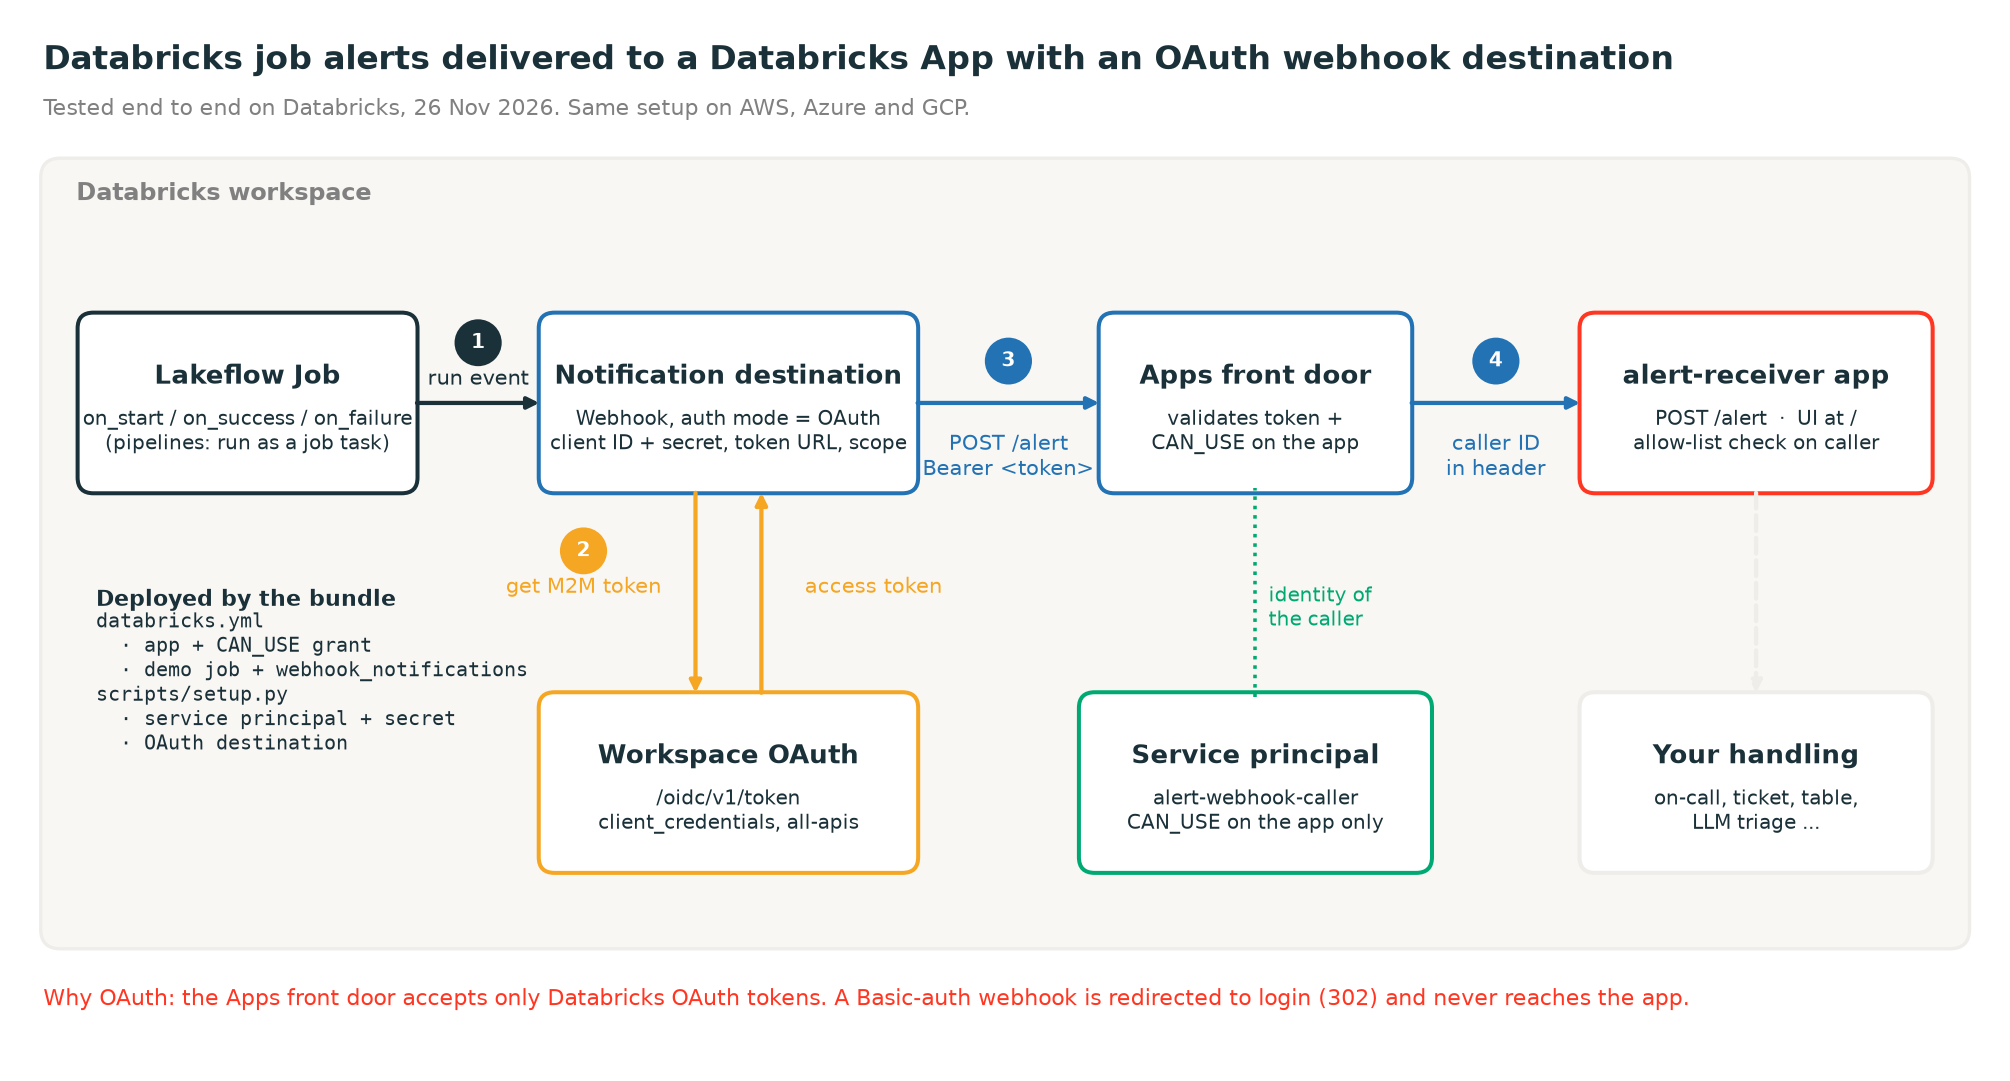 Databricks job alerts delivered to a Databricks App with an OAuth webhook destination
Tested end to end on Databricks, 26 Nov 2026. Same setup on AWS, Azure and GCP.
Databricks workspace
Lakeflow Job
on_start / on_success / on_failure
(pipelines: run as a job task)
1
run event
Notification destination
Webhook, auth mode = OAuth
client ID + secret, token URL, scope
3
POST /alert
Bearer <token>
Apps front door
validates token +
CAN_USE on the app
4
caller ID
in header
alert-receiver app
POST /alert · UI at /
allow-list check on caller
2
get M2M token
access token
identity of
the caller
Deployed by the bundle
databricks.yml
· app + CAN_USE grant
· demo job + webhook_notifications
scripts/setup.py
· service principal + secret
· OAuth destination
Workspace OAuth
/oidc/v1/token
client_credentials, all-apis
Service principal
alert-webhook-caller
CAN_USE on the app only
Your handling
on-call, ticket, table,
LLM triage ...
Why OAuth: the Apps front door accepts only Databricks OAuth tokens. A Basic-auth webhook is redirected to login (302) and never reaches the app.